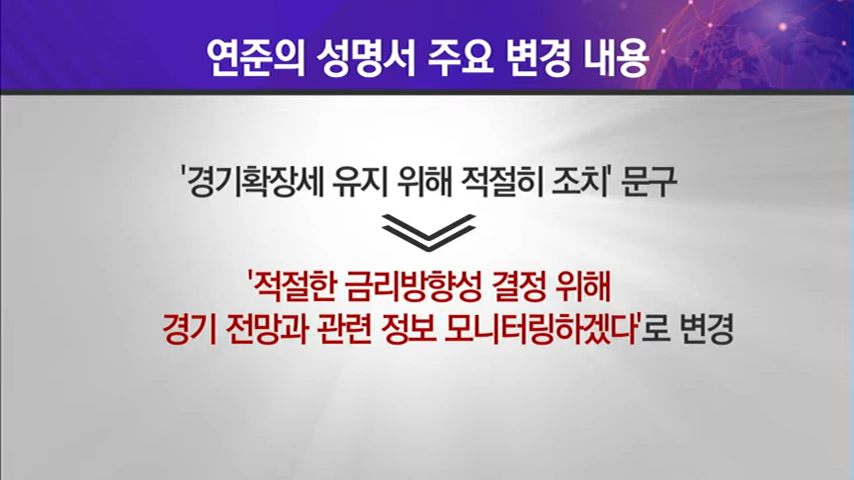 연준의 성명서 주요 변경 내용
'경기확장세 유지 위해 적절히 조치' 문구
'적절한 금리방향성 결정 위해
경기 전망과 관련 정보 모니터링하겠다'로 변경